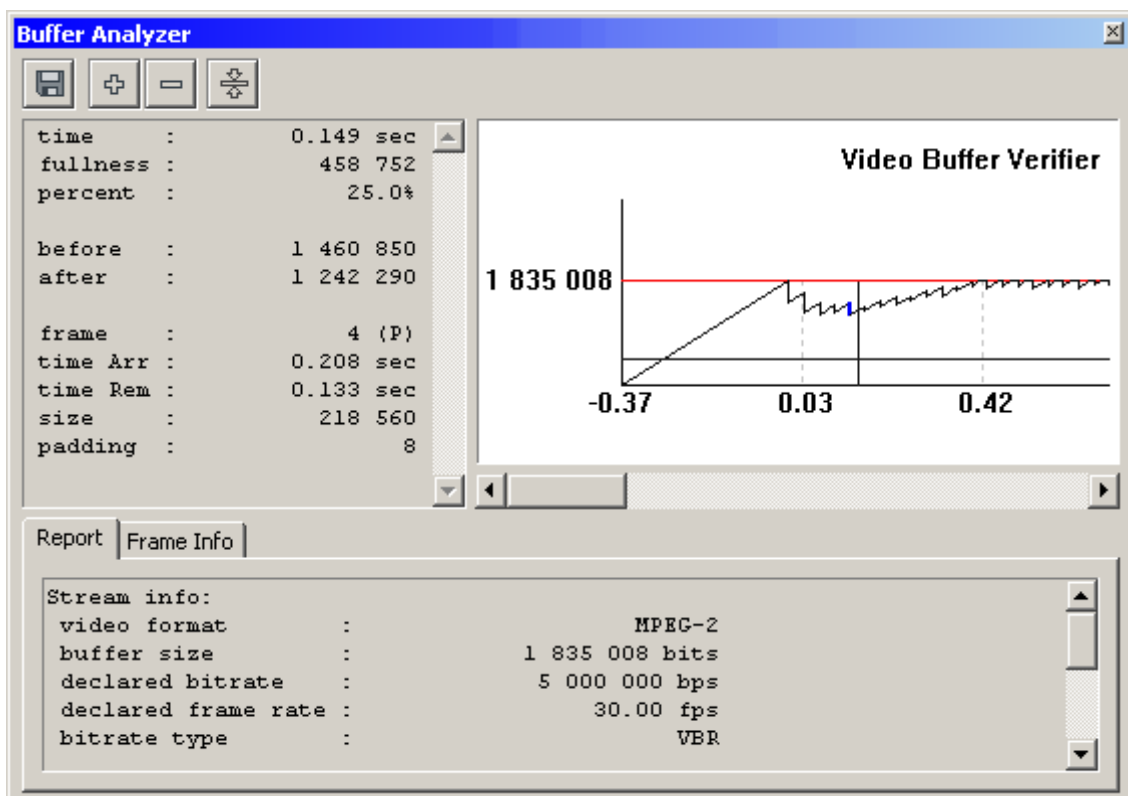 Buffer Analyzer
time : 0.149 sec
fullness : 458 752
percent : 25.0%
before : 1 460 850
after : 1 242 290
frame : 4 (P)
time Arr : 0.208 sec
time Rem : 0.133 sec
size : 218 560
padding : 8
Video Buffer Verifier
1 835 008
-0.37 0.03 0.42
Report Frame Info
Stream info:
video format : MPEG-2
buffer size : 1 835 008 bits
declared bitrate : 5 000 000 bps
declared frame rate : 30.00 fps
bitrate type : VBR